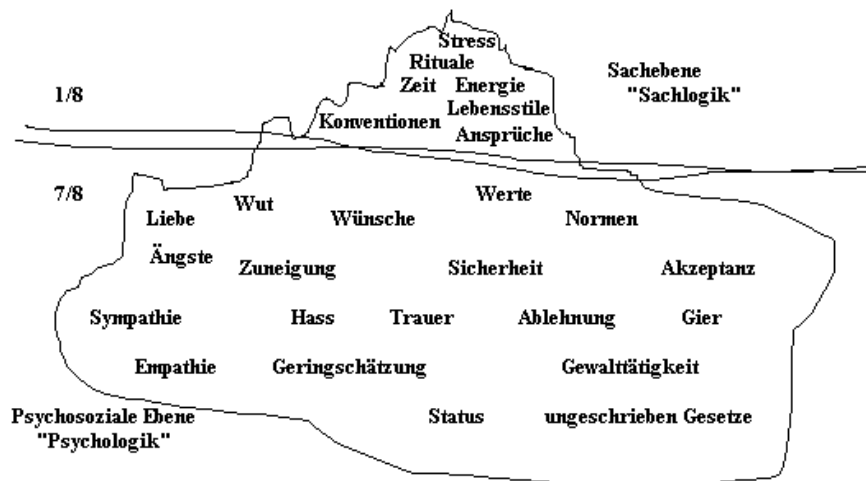 Stress
Rituale
Zeit Energie
Lebensstile
Konventionen
Ansprüche
Sachebene
"Sachlogik"
1/8
7/8
Liebe
Wut
Wünsche
Werte
Normen
Ängste
Zuneigung
Sicherheit
Akzeptanz
Sympathie
Hass
Trauer
Ablehnung
Gier
Empathie
Geringschätzung
Gewalttätigkeit
Psychosoziale Ebene
"Psychologik"
Status
ungeschrieben Gesetze